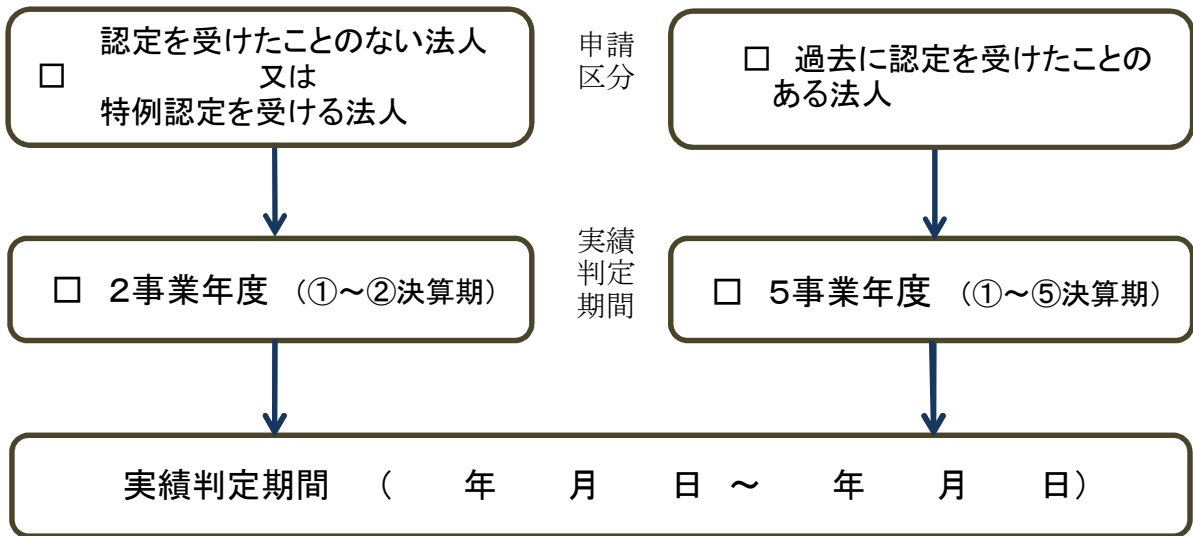 認定を受けたことのない法人
□ 又は
特例認定を受ける法人
申請
区分
□ 過去に認定を受けたことの
ある法人
□ 2事業年度 (①~②決算期)
実績
判定
期間
□ 5事業年度 (①~⑤決算期)
実績判定期間 ( 年 月 日 ~ 年 月 日)